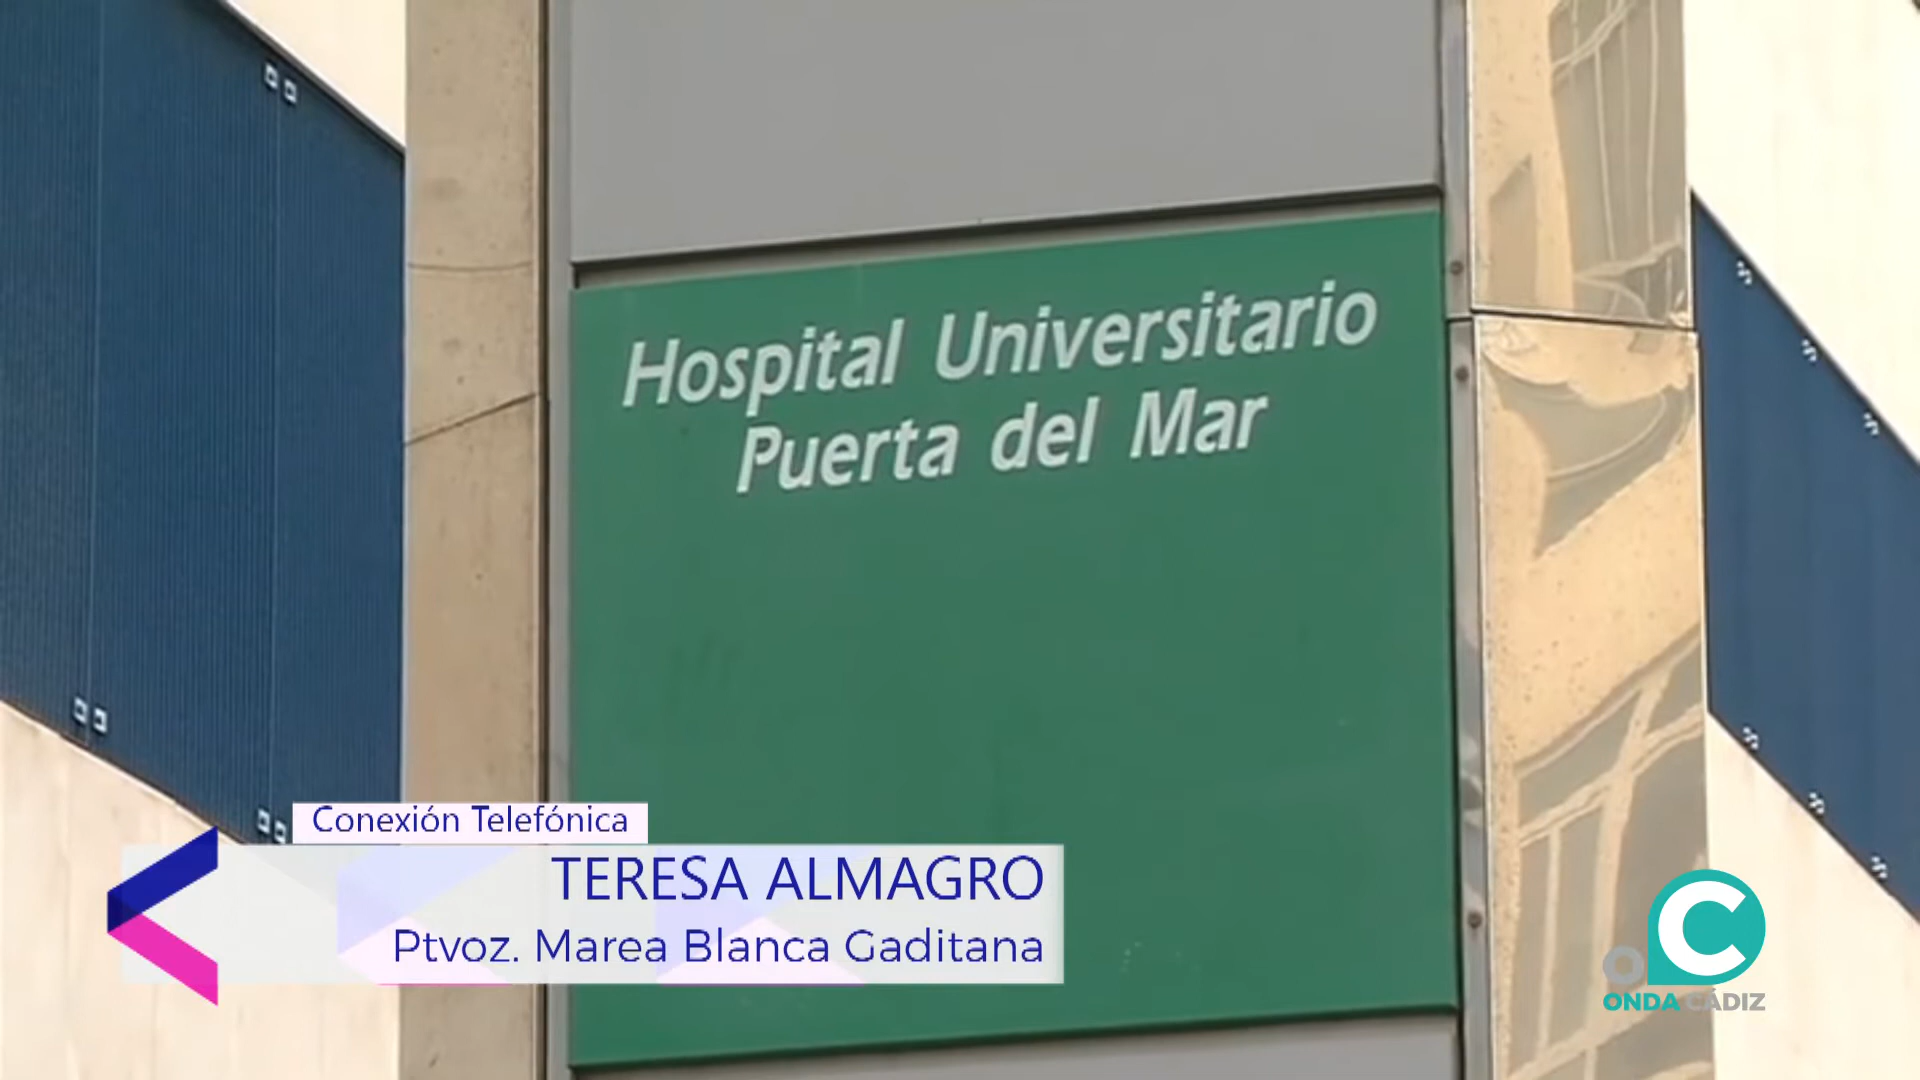 Hospital Universitario
Puerta del Mar
Conexión Telefónica
TERESA ALMAGRO
Ptvoz. Marea Blanca Gaditana
ONDA CÁDIZ